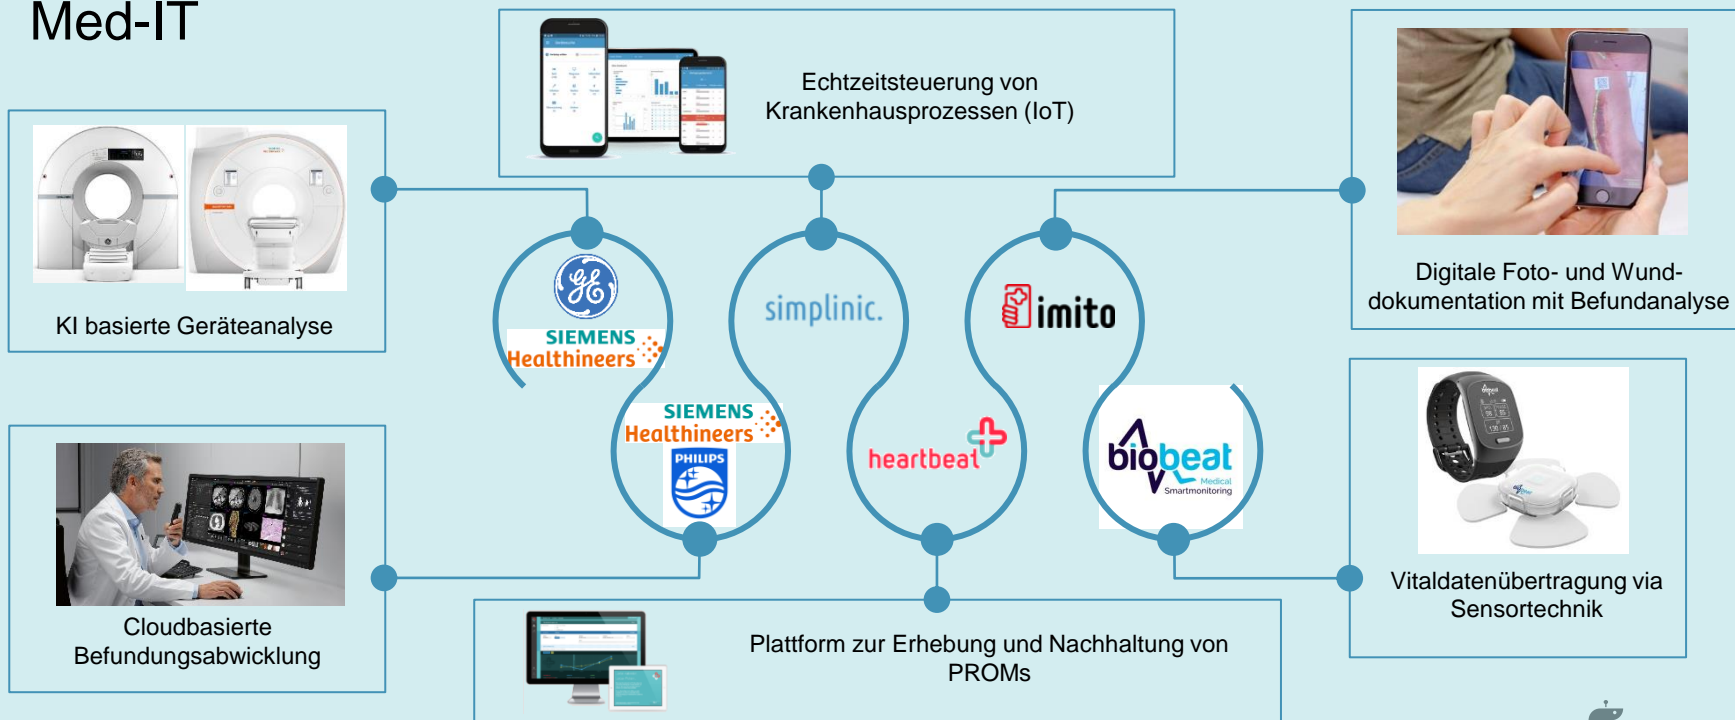 Med-IT
Echtzeitsteuerung von
Krankenhausprozessen (IoT)
KI basierte Geräteanalyse
Digitale Foto- und Wund-
dokumentation mit Befundanalyse
GE
SIEMENS
Healthineers
simplinic.
imito
SIEMENS
Healthineers
PHILIPS
heartbeat
biobeat
Medical
Smartmonitoring
Cloudbasierte
Befundungsabwicklung
Vitaldatenübertragung via
Sensortechnik
Plattform zur Erhebung und Nachhaltung von
PROMs